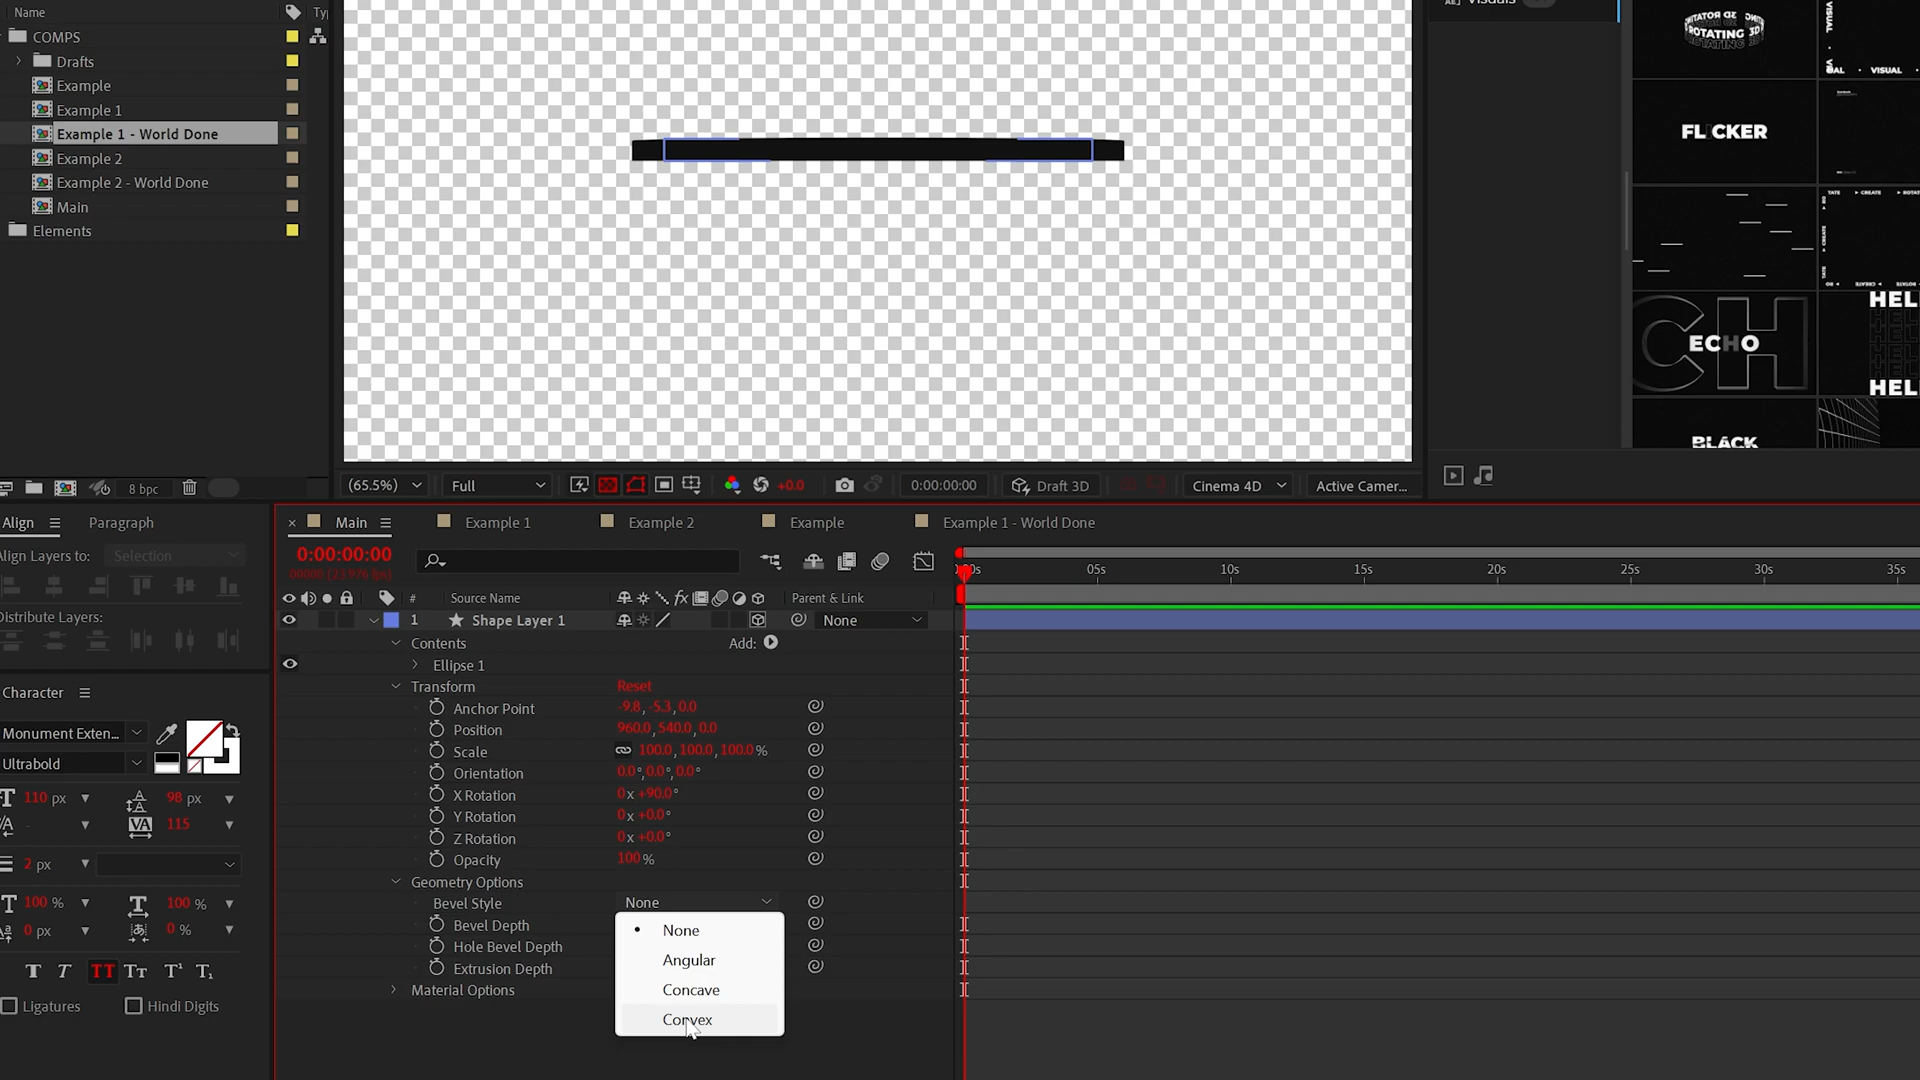 Name
COMPS
Drafts
Example
Example 1
Example 1 - World Done
Example 2
Example 2 - World Done
Main
Elements
8 bpc
(65.5%)
Full
+0.0
0:00:00:00
Draft 3D
Cinema 4D
Active Camer...
ROTATING 3D
VISUAL
FLICKER
ECHO
HEL
HEL
BLACK
Align
Paragraph
Align Layers to:
Selection
Distribute Layers:
Character
Monument Exten...
Ultrabold
110 px
98 px
115
2 px
100 %
100 %
0 px
0 %
Ligatures
Hindi Digits
Main
Example 1
Example 2
Example
Example 1 - World Done
0:00:00:00
00000 (23.976 fps)
05s
10s
15s
20s
25s
30s
35s
#
Source Name
Parent & Link
1
Shape Layer 1
None
Contents
Add:
Ellipse 1
Transform
Reset
Anchor Point
-9.8, -5.3, 0.0
Position
960.0, 540.0, 0.0
Scale
100.0, 100.0, 100.0 %
Orientation
0.0°, 0.0°, 0.0°
X Rotation
0x +90.0°
Y Rotation
0x +0.0°
Z Rotation
0x +0.0°
Opacity
100 %
Geometry Options
Bevel Style
None
Bevel Depth
Hole Bevel Depth
Extrusion Depth
Material Options
None
Angular
Concave
Convex